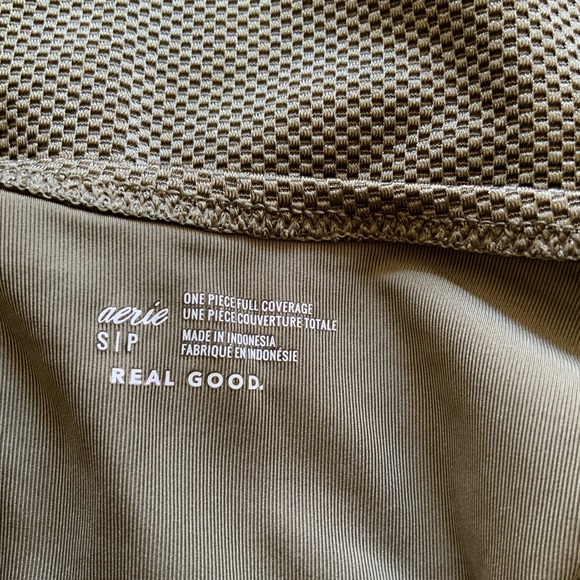 aerie
S|P
ONE PIECE FULL COVERAGE
UNE PIÈCE COUVERTURE TOTALE
MADE IN INDONESIA
FABRIQUÉ EN INDONÉSIE
REAL GOOD.